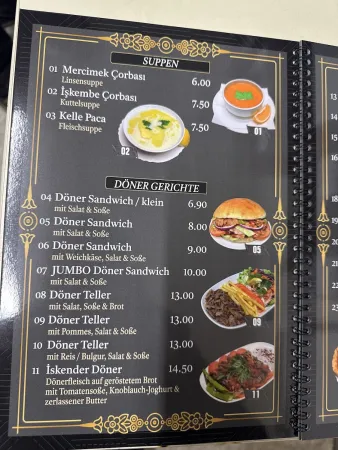 SUPPEN
01 Mercimek Çorbası 6.00
Linsensuppe
02 İşkembe Çorbası 7.50
Kuttelsuppe
03 Kelle Paca 7.50
Fleischsuppe
01
02
DÖNER GERICHTE
04 Döner Sandwich / klein 6.90
mit Salat & Soße
05 Döner Sandwich 8.00
mit Salat & Soße
06 Döner Sandwich 9.00
mit Weichkäse, Salat & Soße
07 JUMBO Döner Sandwich 10.00
mit Salat & Soße
08 Döner Teller 13.00
mit Salat, Soße & Brot
09 Döner Teller 13.00
mit Pommes, Salat & Soße
10 Döner Teller 13.00
mit Reis / Bulgur, Salat & Soße
11 İskender Döner 14.50
Dönerfleisch auf geröstetem Brot
mit Tomatensoße, Knoblauch-Joghurt &
zerlassener Butter
05
09
11